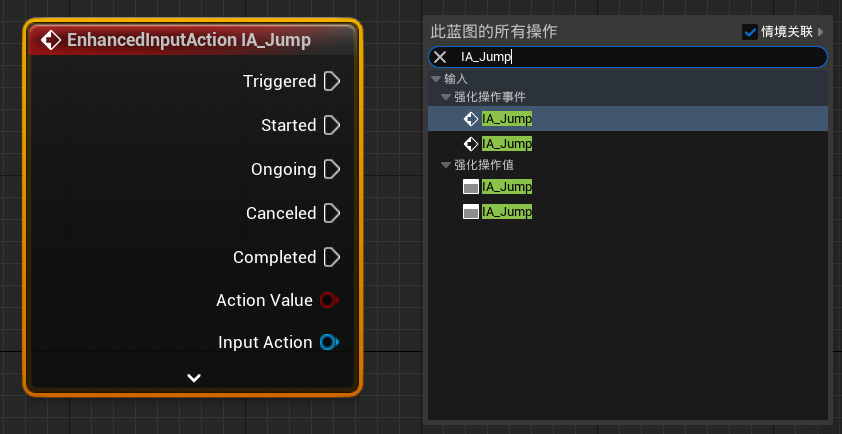 EnhancedInputAction IA_Jump
Triggered
Started
Ongoing
Canceled
Completed
Action Value
Input Action
此蓝图的所有操作
情境关联
IA_Jump
输入
强化操作事件
IA_Jump
IA_Jump
强化操作值
IA_Jump
IA_Jump